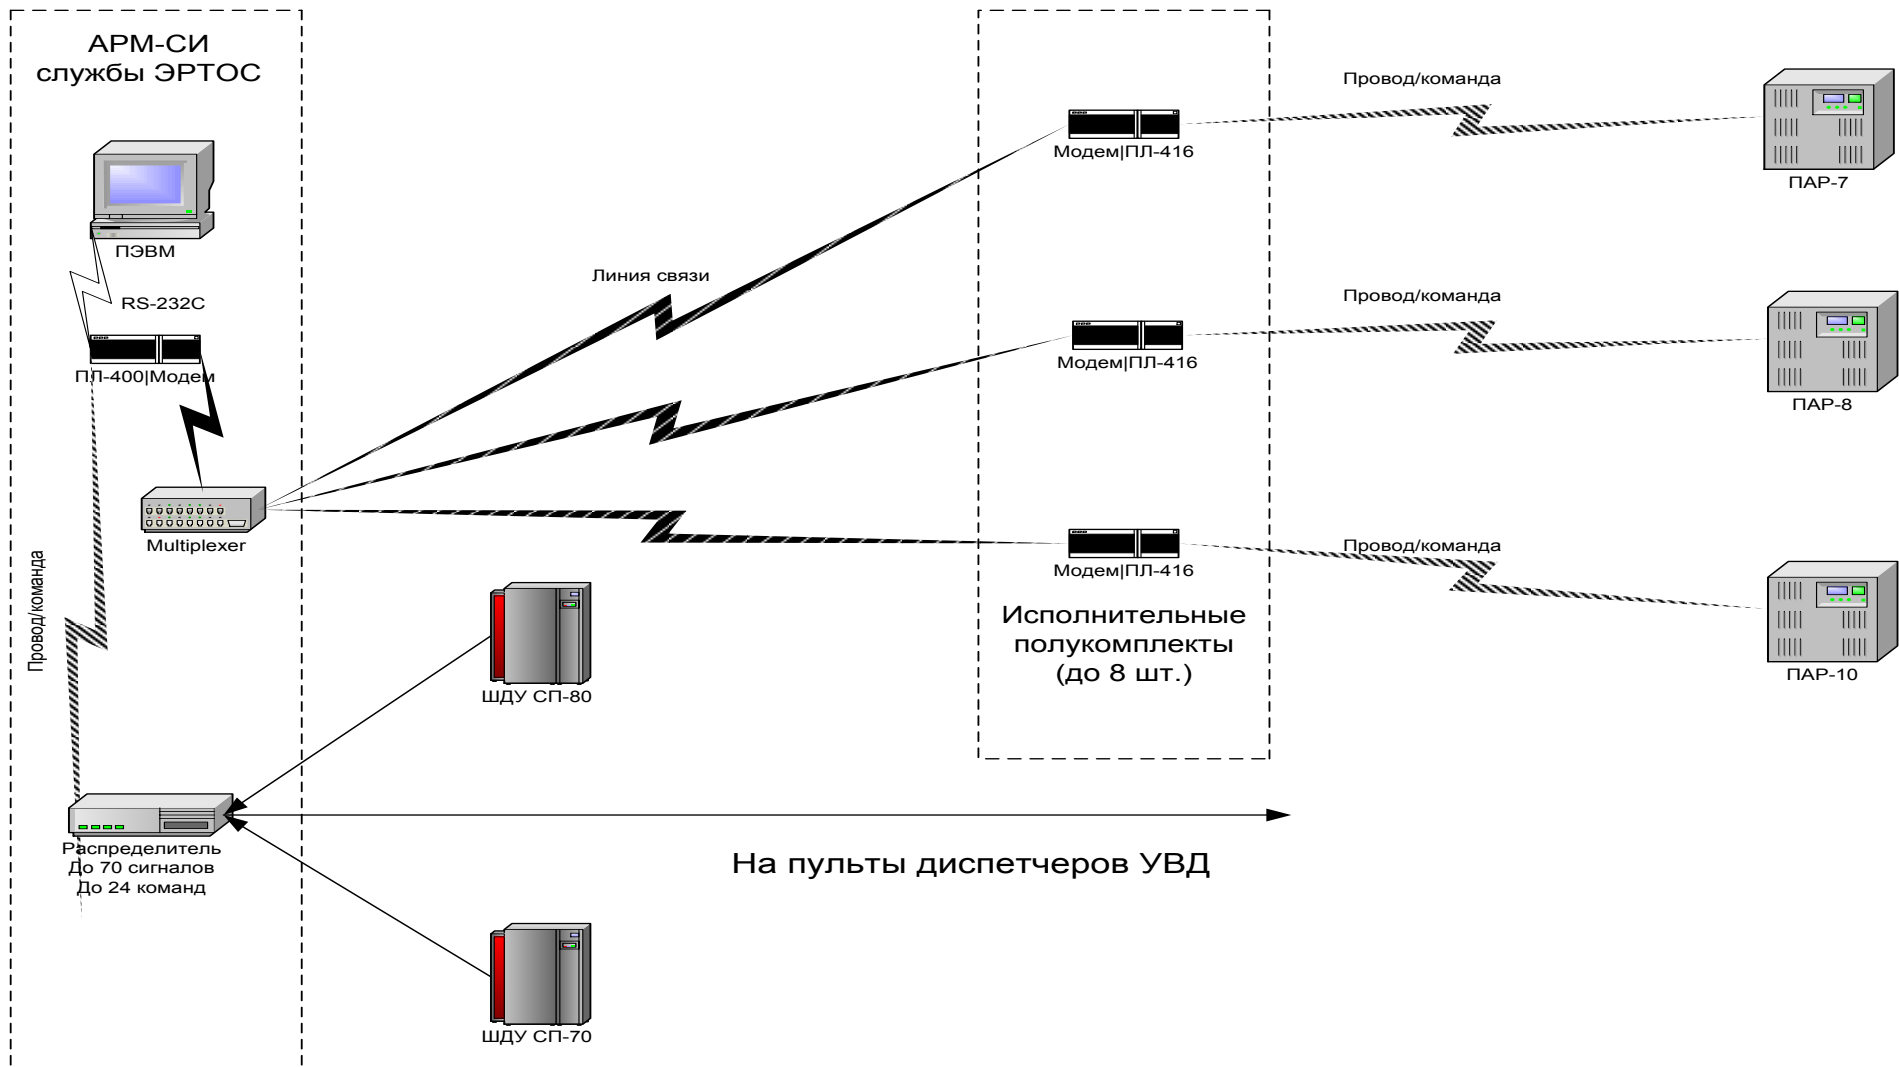 АРМ-СИ
службы ЭРТОС
ПЭВМ
RS-232C
ПЛ-400|Модем
Multiplexer
Провод/команда
Распределитель
До 70 сигналов
До 24 команд
Линия связи
ШДУ СП-80
ШДУ СП-70
На пульты диспетчеров УВД
Модем|ПЛ-416
Модем|ПЛ-416
Модем|ПЛ-416
Исполнительные
полукомплекты
(до 8 шт.)
Провод/команда
ПАР-7
Провод/команда
ПАР-8
Провод/команда
ПАР-10